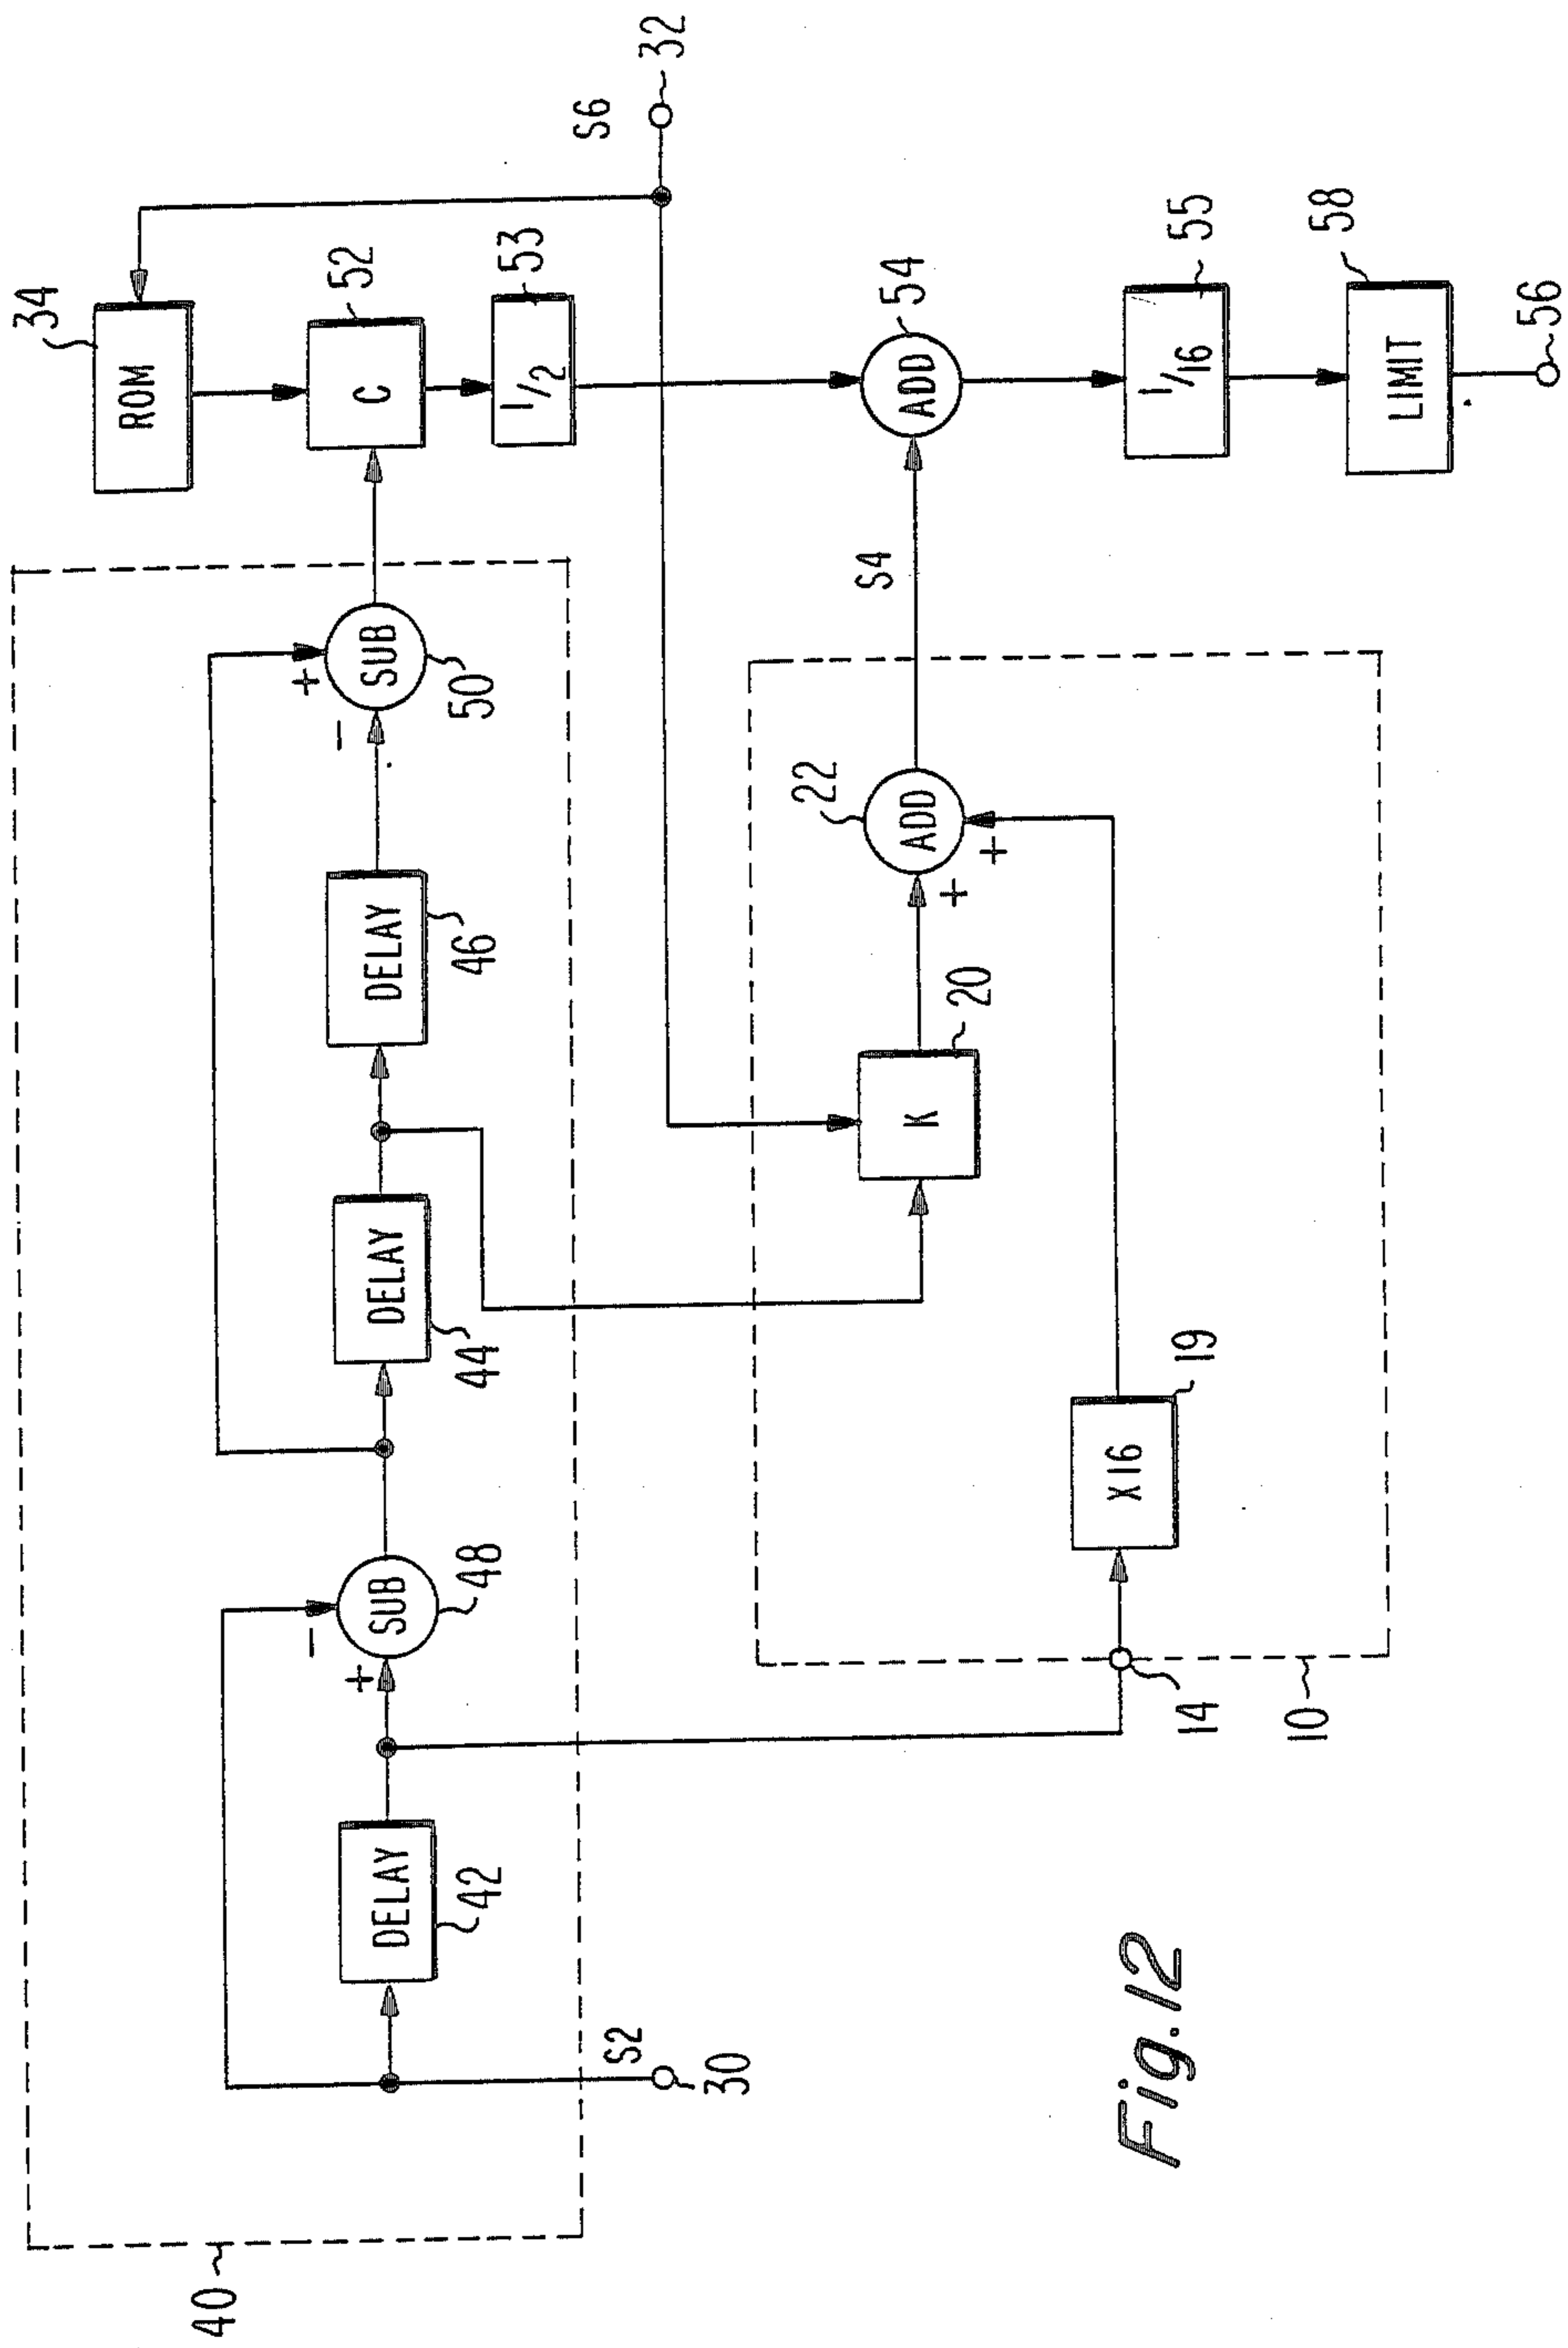 40
S2
30
DELAY
42
+
-
SUB
48
DELAY
44
DELAY
46
-
+
SUB
50
34
ROM
C
52
1/2
53
S6
32
14
10
X16
19
K
20
+
+
22
ADD
S4
ADD
54
1/16
55
LIMIT
58
56
Fig.12